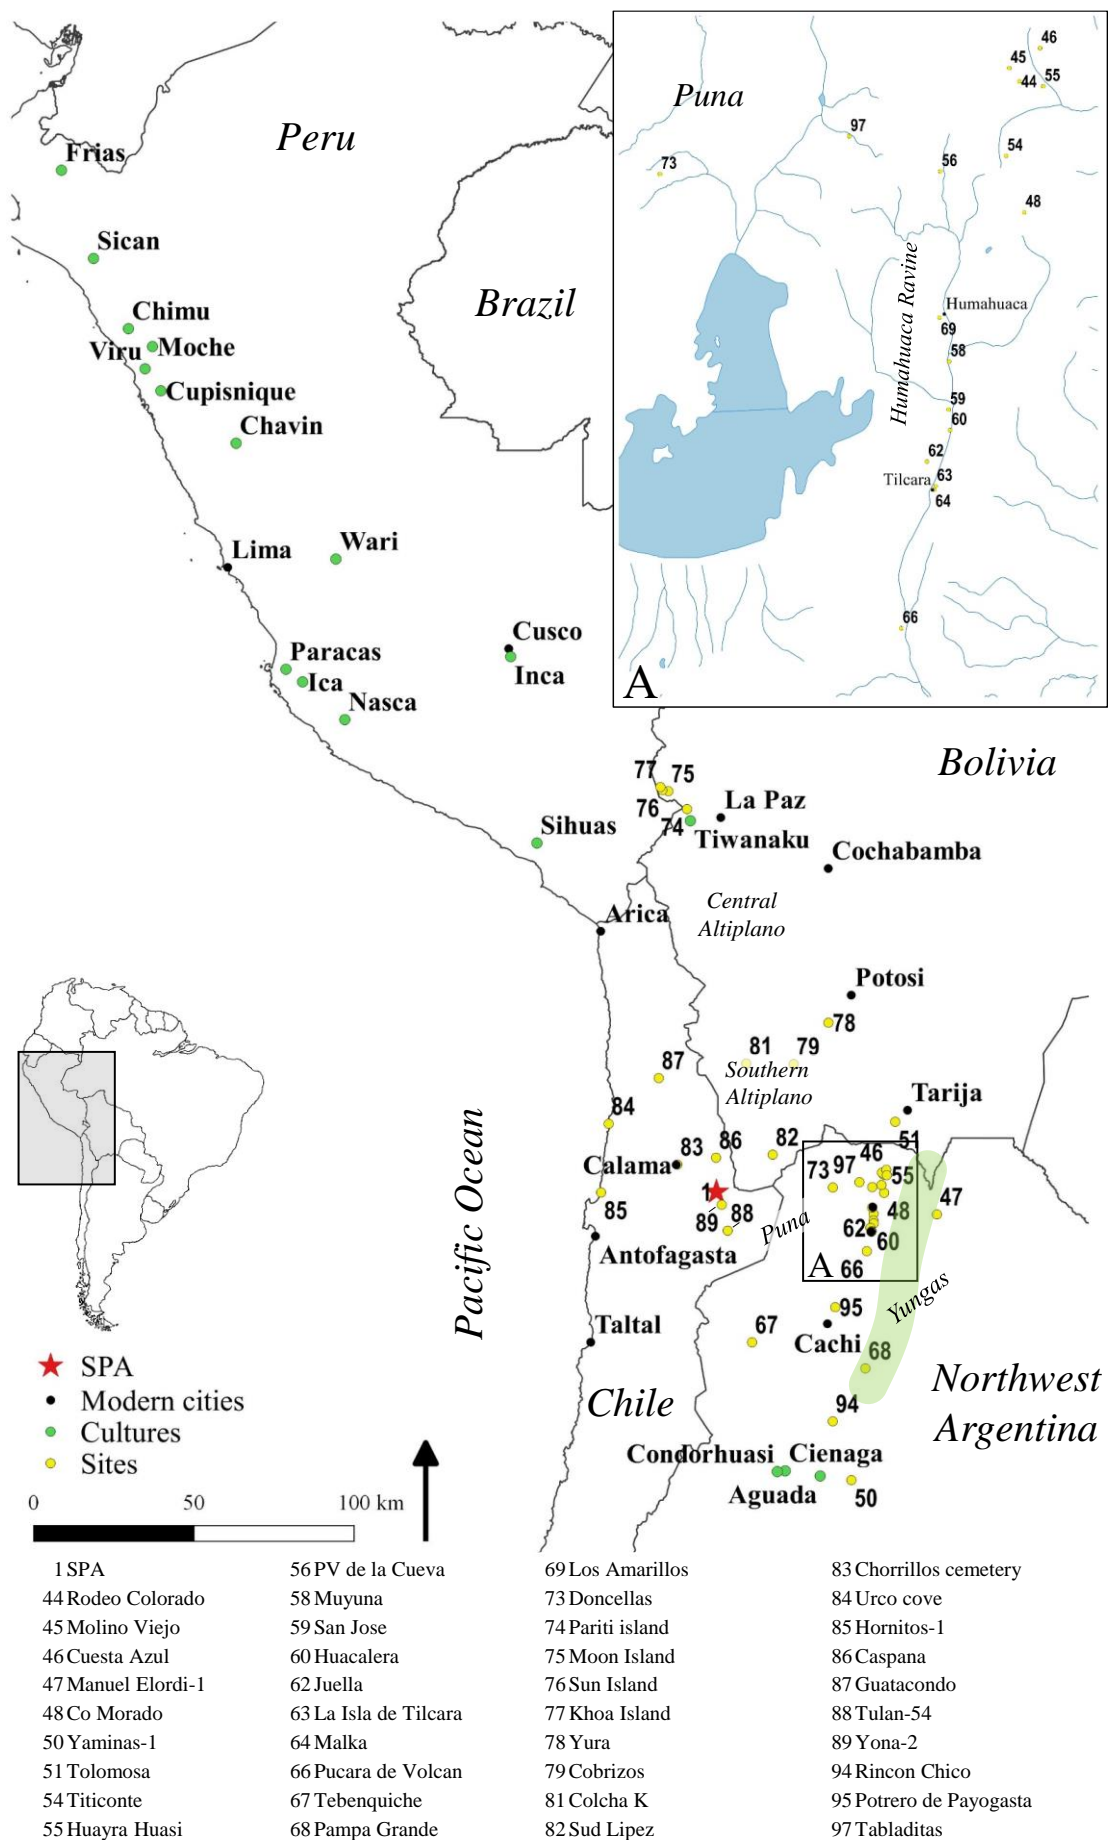 Peru
Frias
Sican
Brazil
Chimu
Viru
Moche
Cupisnique
Chavin
Lima
Wari
Cusco
Inca
Paracas
Ica
Nasca
Puna
46
45
44
55
97
54
73
56
48
Humahuaca Ravine
Humahuaca
69
58
59
60
62
Tilcara
63
64
66
A
Bolivia
77
75
76
74
La Paz
Tiwanaku
Sihuas
Cochabamba
Central
Altiplano
Arica
Potosi
78
81
79
Southern
Altiplano
87
84
Tarija
51
Pacific Ocean
Calama
83
86
82
73
97
46
55
1
85
89
88
Puna
48
47
62
60
66
A
Antofagasta
Yungas
95
Taltal
67
Cachi
68
Chile
94
Northwest
Argentina
Condorhuasi
Cienaga
Aguada
50
SPA
Modern cities
Cultures
Sites
0 50 100 km
1 SPA
44 Rodeo Colorado
45 Molino Viejo
46 Cuesta Azul
47 Manuel Elordi-1
48 Co Morado
50 Yaminas-1
51 Tolomosa
54 Titiconte
55 Huayra Huasi
56 PV de la Cueva
58 Muyuna
59 San Jose
60 Huacalera
62 Juella
63 La Isla de Tilcara
64 Malka
66 Pucara de Volcan
67 Tebenquiche
68 Pampa Grande
69 Los Amarillos
73 Doncellas
74 Pariti island
75 Moon Island
76 Sun Island
77 Khoa Island
78 Yura
79 Cobrizos
81 Colcha K
82 Sud Lipez
83 Chorrillos cemetery
84 Urco cove
85 Hornitos-1
86 Caspana
87 Guatacondo
88 Tulan-54
89 Yona-2
94 Rincon Chico
95 Potrero de Payogasta
97 Tabladitas